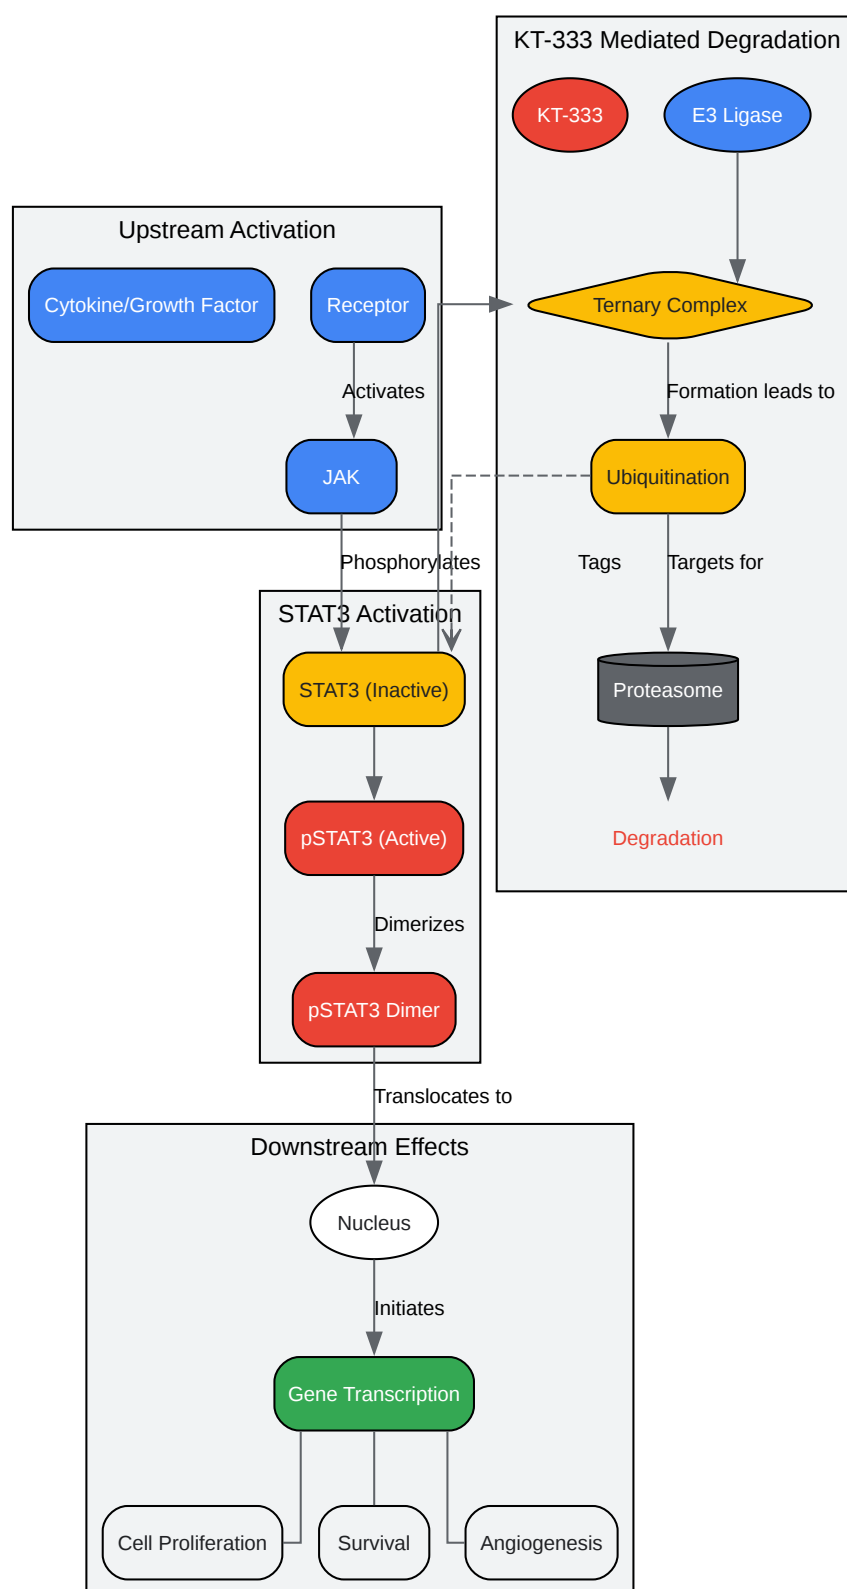 KT-333 Mediated Degradation
KT-333
E3 Ligase
Upstream Activation
Cytokine/Growth Factor
Receptor
Ternary Complex
Activates
Formation leads to
JAK
Ubiquitination
Phosphorylates
Tags
Targets for
STAT3 Activation
STAT3 (Inactive)
Proteasome
pSTAT3 (Active)
Degradation
Dimerizes
pSTAT3 Dimer
Translocates to
Downstream Effects
Nucleus
Initiates
Gene Transcription
Cell Proliferation
Survival
Angiogenesis